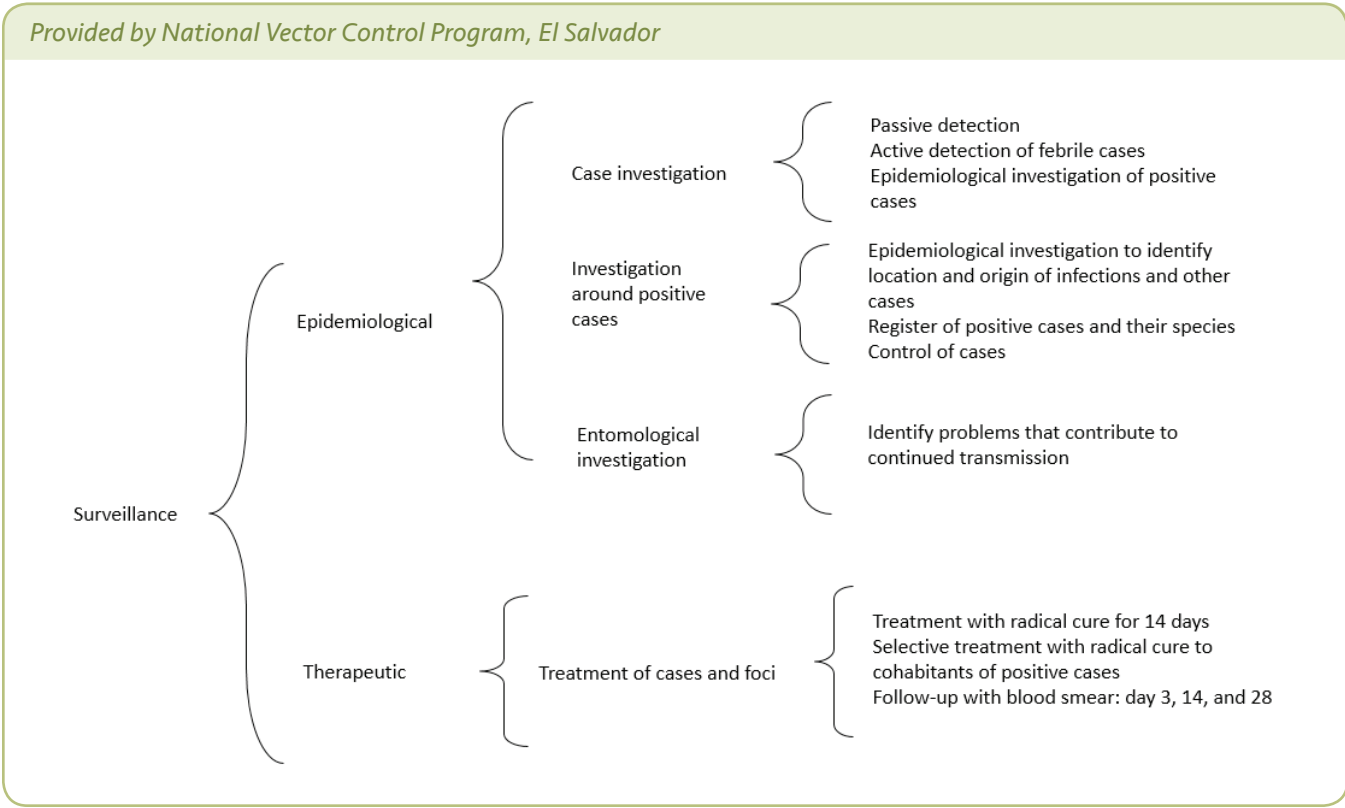 Provided by National Vector Control Program, El Salvador
Surveillance
Epidemiological
Case investigation
Passive detection
Active detection of febrile cases
Epidemiological investigation of positive
cases
Investigation
around positive
cases
Epidemiological investigation to identify
location and origin of infections and other
cases
Register of positive cases and their species
Control of cases
Entomological
investigation
Identify problems that contribute to
continued transmission
Therapeutic
Treatment of cases and foci
Treatment with radical cure for 14 days
Selective treatment with radical cure to
cohabitants of positive cases
Follow-up with blood smear: day 3, 14, and 28